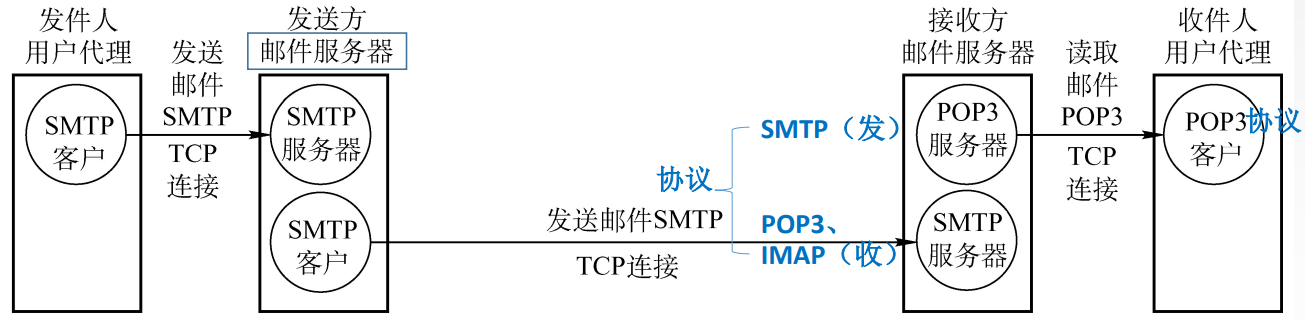 发件人
用户代理
发送
邮件
SMTP
TCP
连接
SMTP
客户
发送方
邮件服务器
SMTP
服务器
SMTP
客户
发送邮件SMTP
TCP连接
协议
SMTP（发）
POP3、
IMAP（收）
接收方
邮件服务器
POP3
服务器
SMTP
服务器
读取
邮件
POP3
TCP
连接
收件人
用户代理
POP3
客户
协议